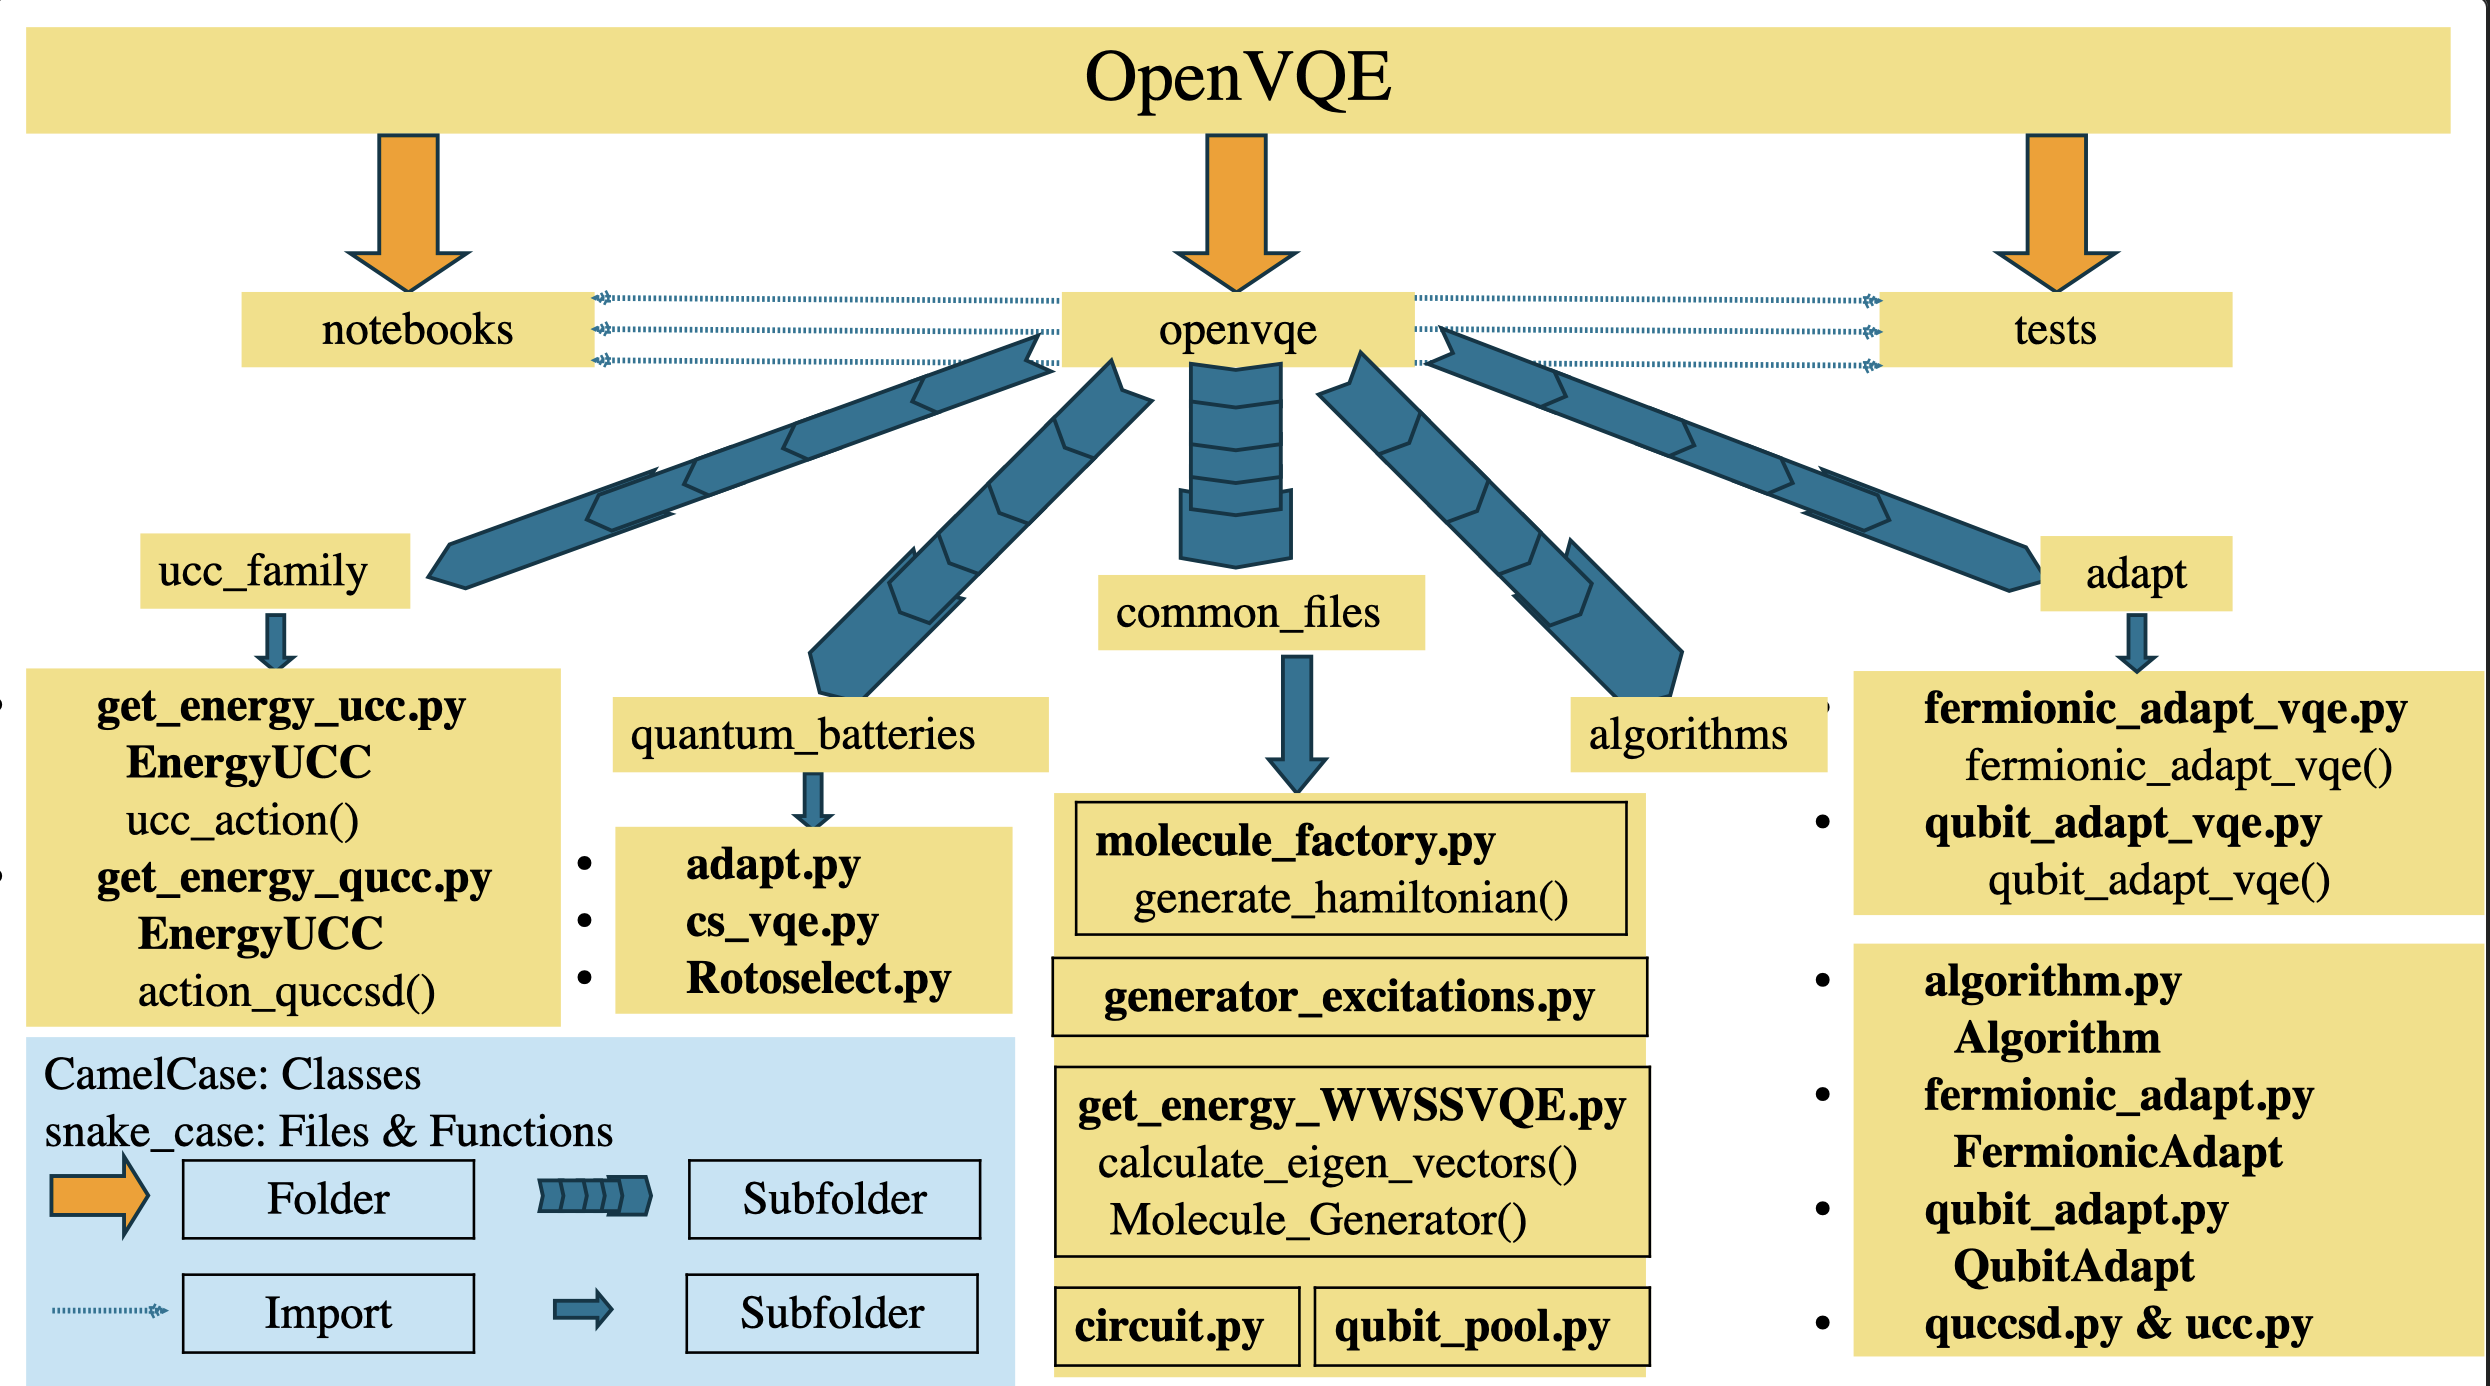 OpenVQE
notebooks
openvqe
tests
ucc_family
quantum_batteries
common_files
algorithms
adapt
• get_energy_ucc.py
EnergyUCC
ucc_action()
• get_energy_qucc.py
EnergyUCC
action_quccsd()
• adapt.py
• cs_vqe.py
• Rotoselect.py
molecule_factory.py
generate_hamiltonian()
generator_excitations.py
get_energy_WWSSVQE.py
calculate_eigen_vectors()
Molecule_Generator()
circuit.py
qubit_pool.py
• fermionic_adapt_vqe.py
fermionic_adapt_vqe()
• qubit_adapt_vqe.py
qubit_adapt_vqe()
• algorithm.py
Algorithm
• fermionic_adapt.py
FermionicAdapt
• qubit_adapt.py
QubitAdapt
• quccsd.py & ucc.py
CamelCase: Classes
snake_case: Files & Functions
Folder
Subfolder
Import
Subfolder